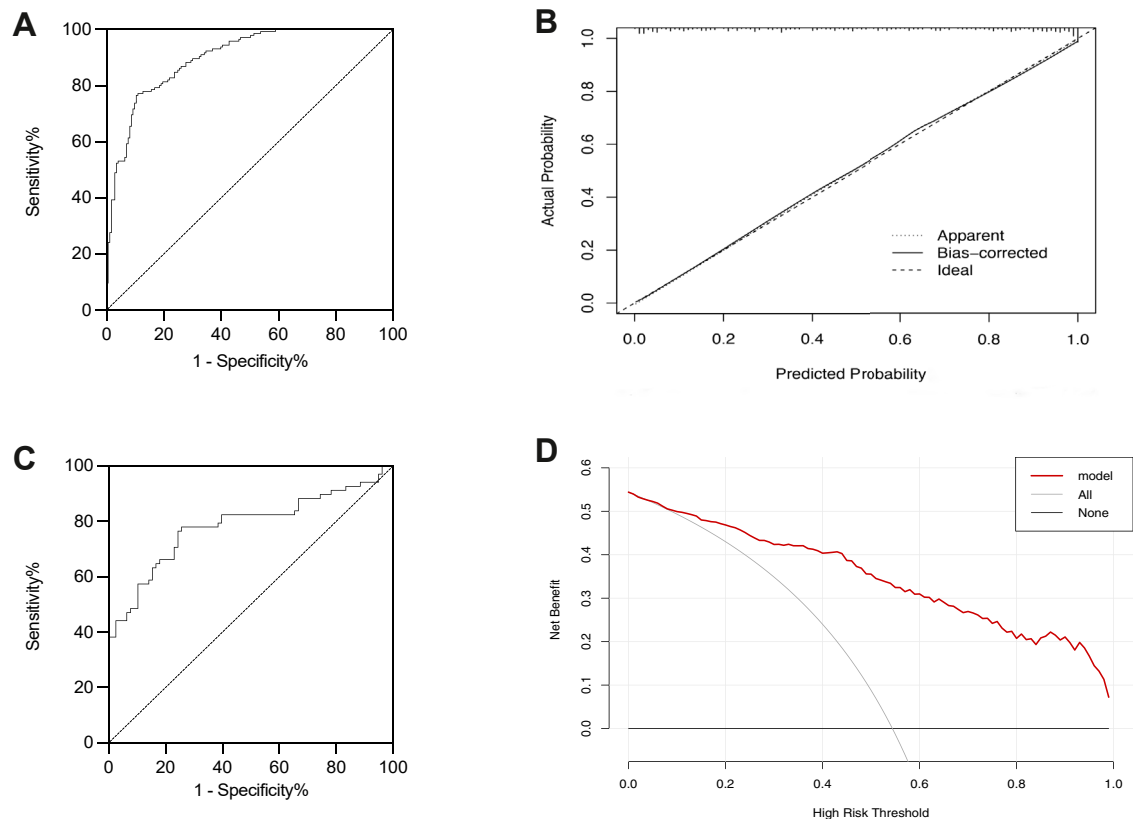 A
100
80
60
40
20
0
Sensitivity%
0 20 40 60 80 100
1 - Specificity%
B
1.0
0.8
0.6
0.4
0.2
0.0
Actual Probability
Apparent
Bias-corrected
Ideal
0.0 0.2 0.4 0.6 0.8 1.0
Predicted Probability
C
100
80
60
40
20
0
Sensitivity%
0 20 40 60 80 100
1 - Specificity%
D
0.6
0.5
0.4
0.3
0.2
0.1
0.0
Net Benefit
model
All
None
0.0 0.2 0.4 0.6 0.8 1.0
High Risk Threshold